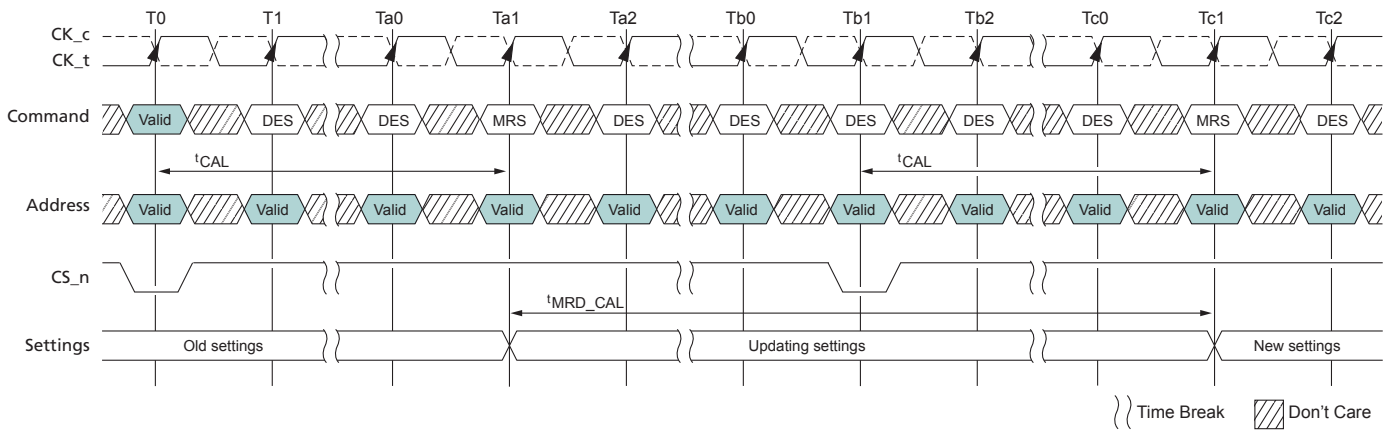 T0 T1 Ta0 Ta1 Ta2 Tb0 Tb1 Tb2 Tc0 Tc1 Tc2
CK_c
CK_t
Command Valid DES DES MRS DES DES DES DES DES MRS DES
tCAL tCAL
Address Valid Valid Valid Valid Valid Valid Valid Valid Valid Valid Valid
CS_n
tMRD_CAL
Settings Old settings Updating settings New settings
Time Break Don't Care